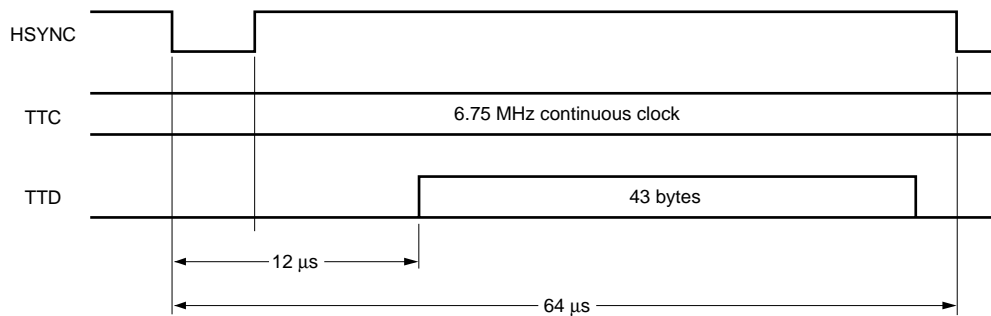 HSYNC
TTC
6.75 MHz continuous clock
TTD
43 bytes
12 μs
64 μs